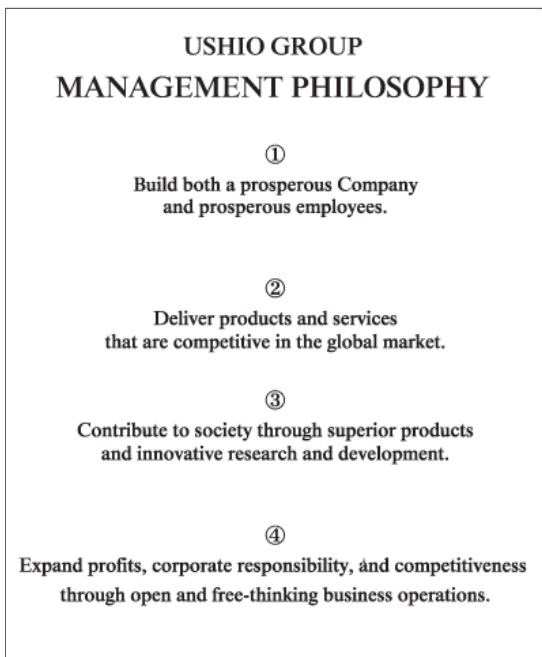 USHIO GROUP
MANAGEMENT PHILOSOPHY
①
Build both a prosperous Company
and prosperous employees.
②
Deliver products and services
that are competitive in the global market.
③
Contribute to society through superior products
and innovative research and development.
④
Expand profits, corporate responsibility, and competitiveness
through open and free-thinking business operations.